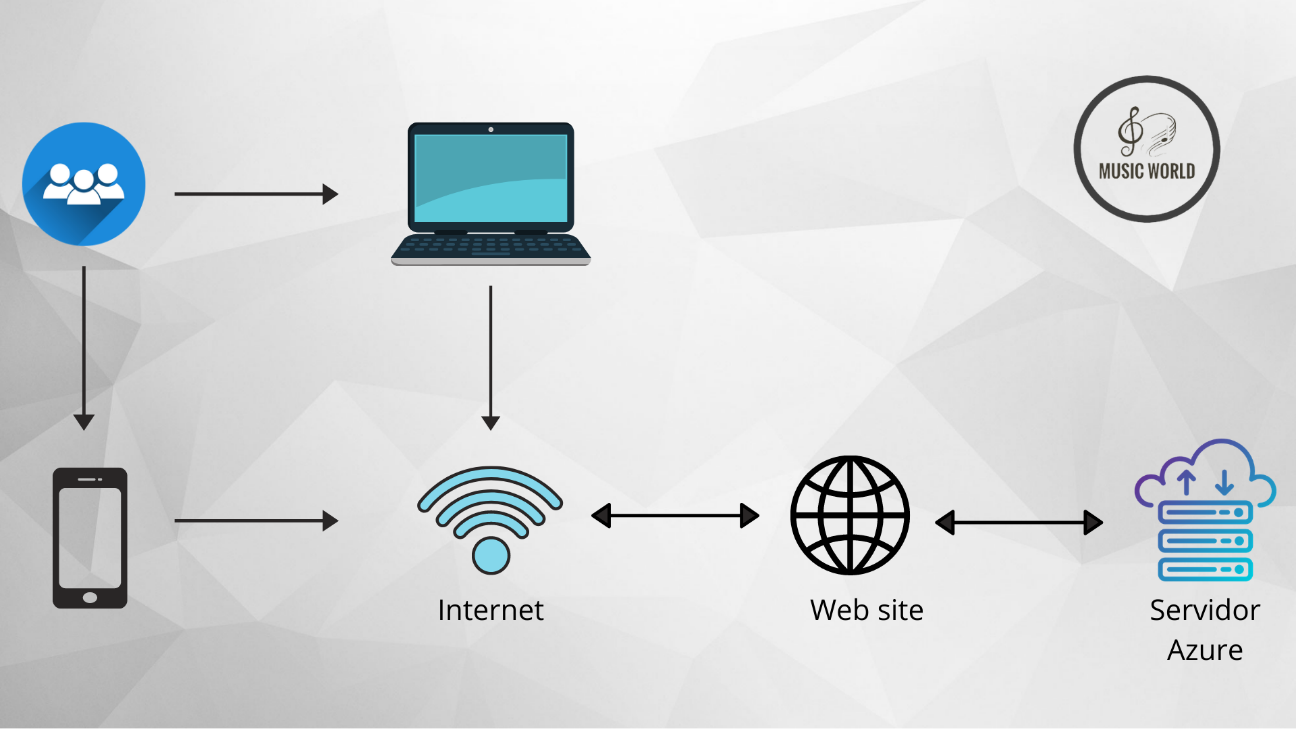 MUSIC WORLD
Internet
Web site
Servidor
Azure